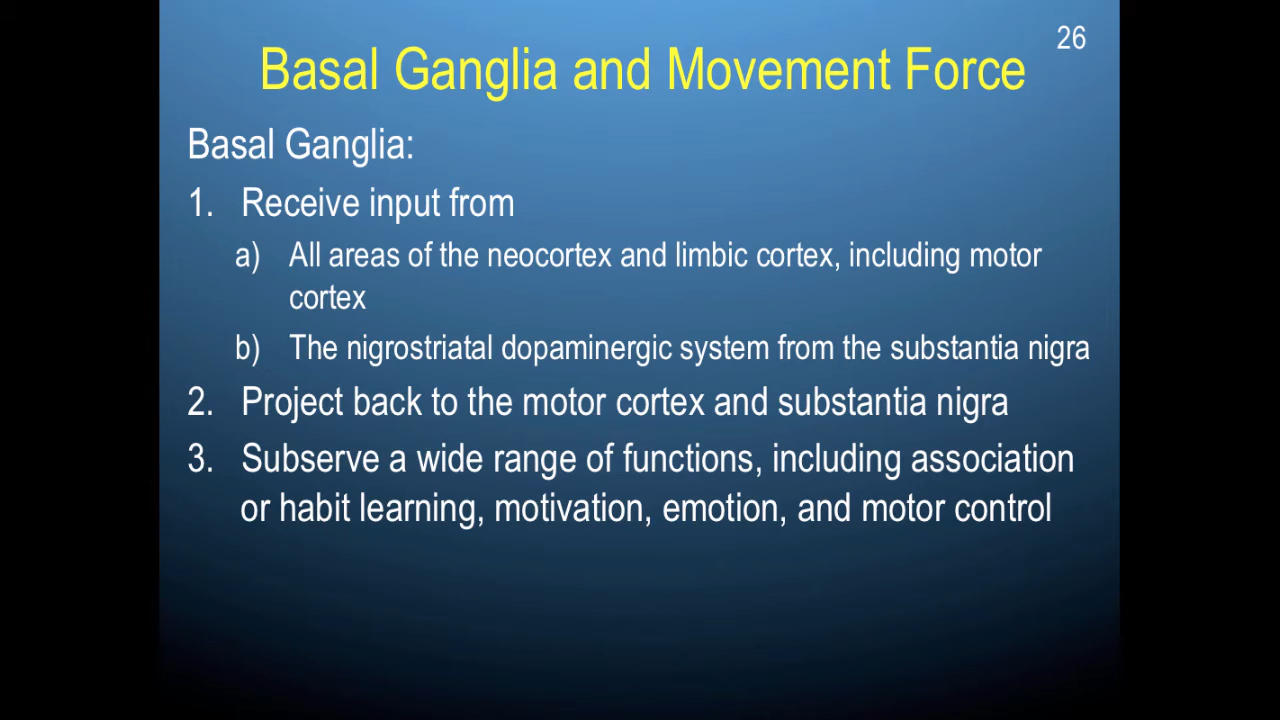 26
Basal Ganglia and Movement Force
Basal Ganglia:
1. Receive input from
a) All areas of the neocortex and limbic cortex, including motor
cortex
b) The nigrostriatal dopaminergic system from the substantia nigra
2. Project back to the motor cortex and substantia nigra
3. Subserve a wide range of functions, including association
or habit learning, motivation, emotion, and motor control